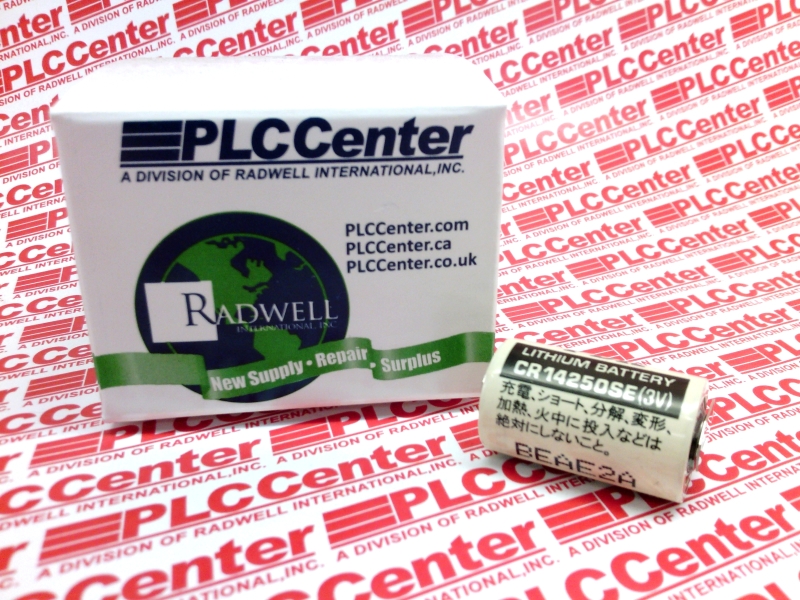 PLCCenter
A DIVISION OF RADWELL INTERNATIONAL,INC.
PLCCenter.com
PLCCenter.ca
PLCCenter.co.uk
RADWELL
INTERNATIONAL, INC.
New Supply • Repair • Surplus
LITHIUM BATTERY
CR14250SE(3V)
充電、ショート、分解、変形、
加熱、火中に投入などは
絶対にしないこと。
BEAE2A
PLCCenter
A DIVISION OF RADWELL INTERNATIONAL,INC.